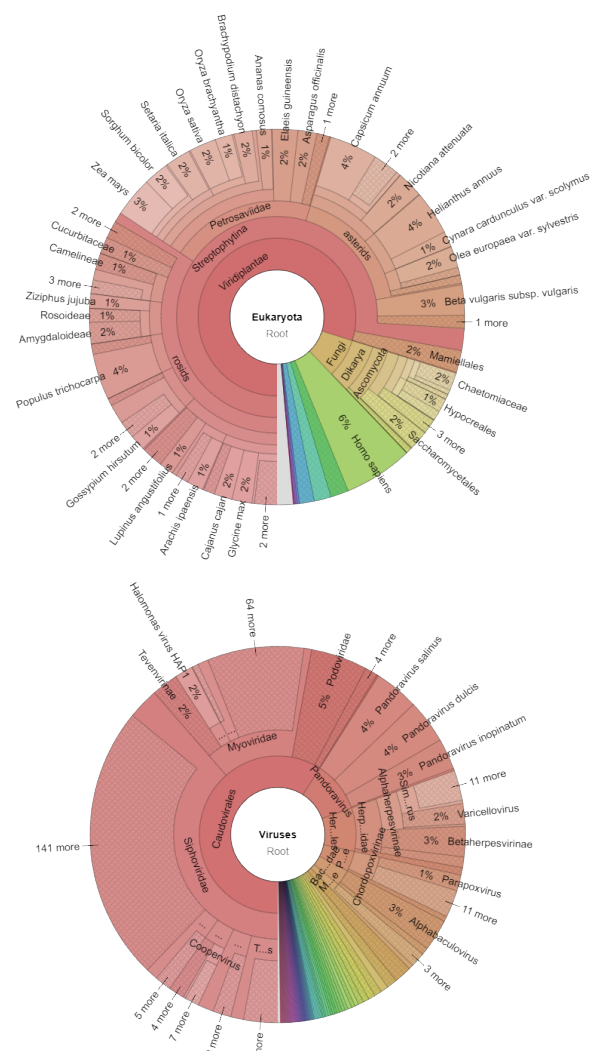 Brachypodium distachyon
Ananas comosus
Elaeis guineensis
Asparagus officinalis
1 more
Capsicum annuum
2 more
Nicotiana attenuata
Helianthus annuus
Cynara cardunculus var. scolymus
Olea europaea var. sylvestris
Beta vulgaris subsp. vulgaris
1 more
Mamiellales
Chaetomiaceae
Hypocreales
3 more
Saccharomycetales
Homo sapiens
2 more
Glycine max
Cajanus cajan
Arachis ipaensis
1 more
Lupinus angustifolius
2 more
Gossypium hirsutum
2 more
Populus trichocarpa
Amygdaloideae
Rosoideae
Ziziphus jujuba
3 more
Camelineae
Cucurbitaceae
2 more
Zea mays
Sorghum bicolor
Setaria italica
Oryza sativa
Oryza brachyantha
3%
2%
2%
2%
1%
2%
1%
2%
2%
4%
2%
4%
1%
2%
3%
2%
2%
1%
2%
6%
2%
2%
1%
1%
1%
4%
2%
1%
1%
1%
1%
Petrosaviidae
Streptophytina
Viridiplantae
asterids
rosids
Fungi
Dikarya
Ascomycota
Eukaryota
Root
64 more
Halomonas virus HAP1
2%
Tevenvirinae
2%
... ...
Myoviridae
5% Podoviridae
4 more
4% Pandoravirus salinus
4% Pandoravirus dulcis
3% Pandoravirus inopinatum
11 more
2% Varicellovirus
3% Betaherpesvirinae
1% Parapoxvirus
11 more
3% Alphabaculovirus
3 more
Pandoravirus
Her...les
Herp...idae
Alphaherpesvirinae
Sim...rus
Chordopoxvirinae
P...e
Bac...dae
M...e
Caudovirales
Siphoviridae
Viruses
Root
141 more
... ... ...
Coopervirus
T...s
5 more
4 more
7 more